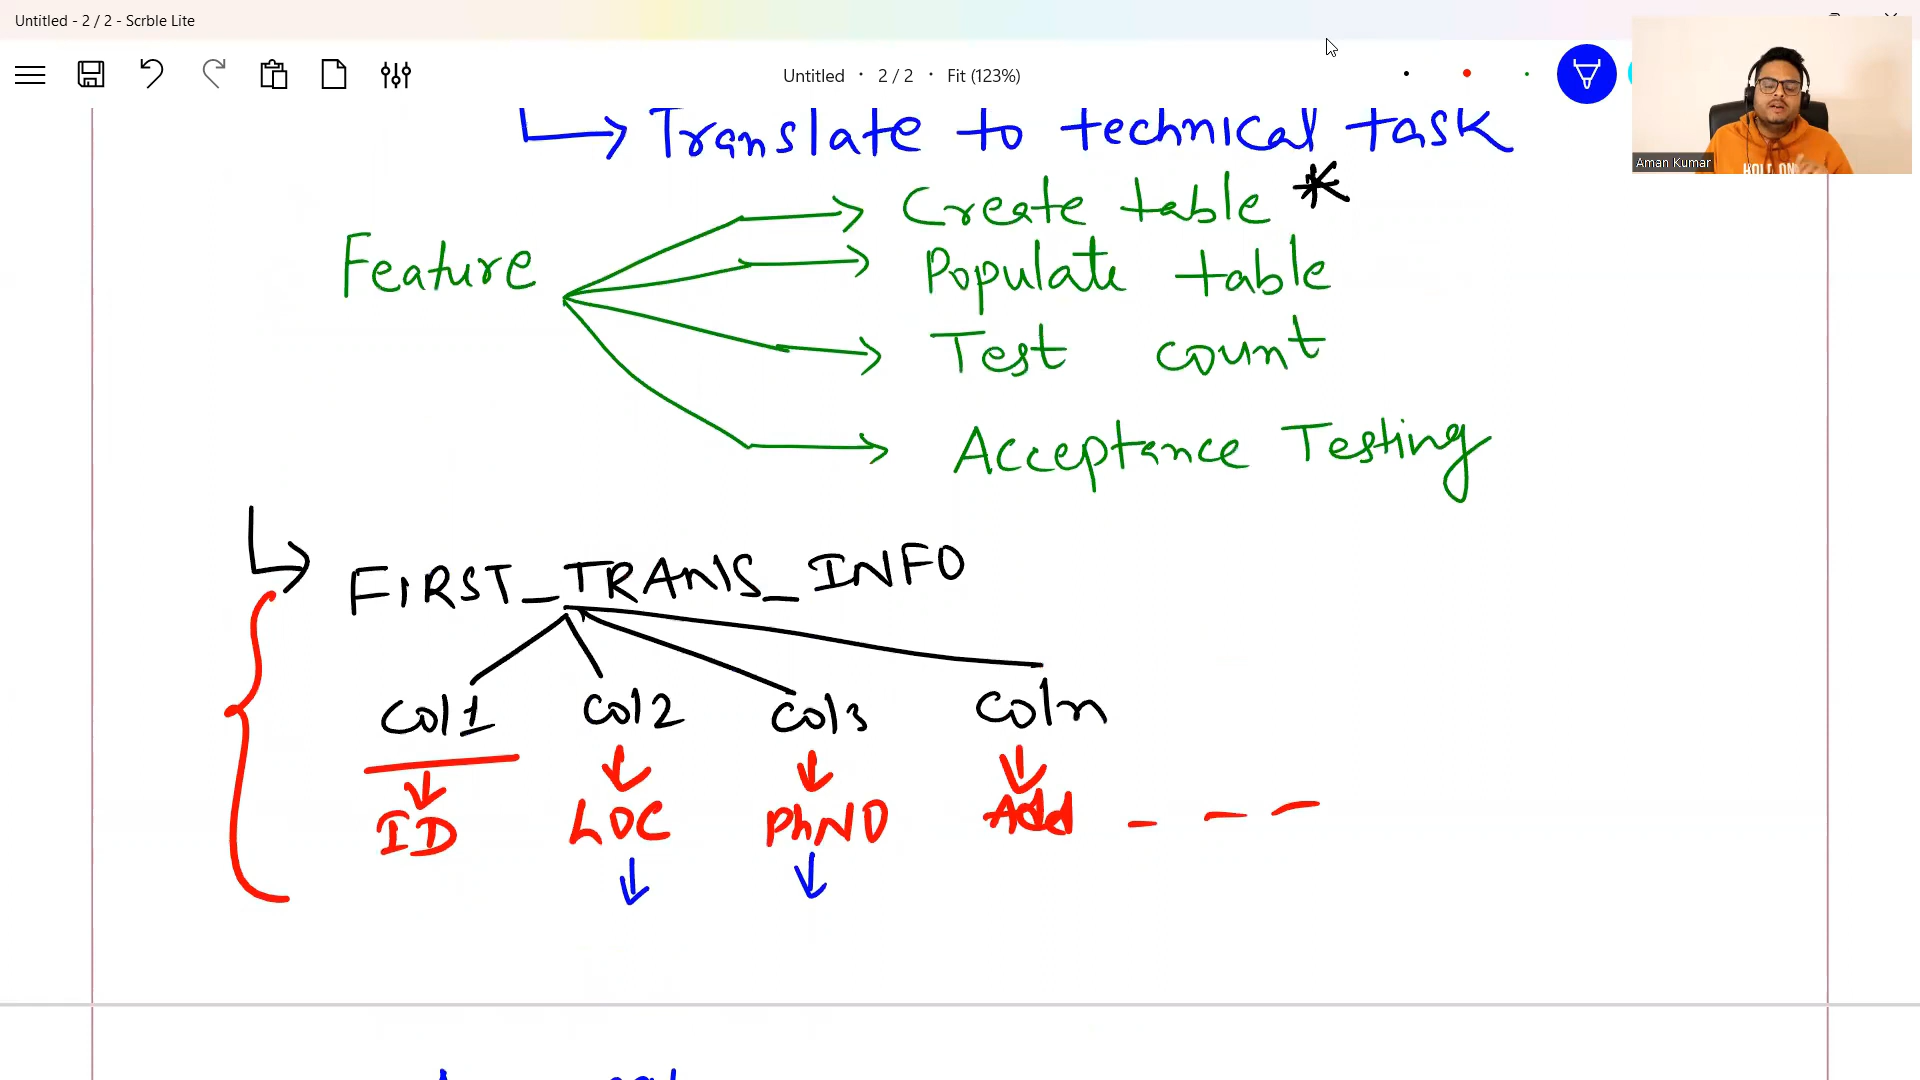 Untitled - 2 / 2 - Scrble Lite
Untitled • 2 / 2 • Fit (123%)
Translate to technical task
Aman Kumar
Create table *
Feature
Populate table
Test count
Acceptance Testing
FIRST_TRANS_INFO
Col1 Col2 Col3 Coln
ID LOC PhNO Add - - -